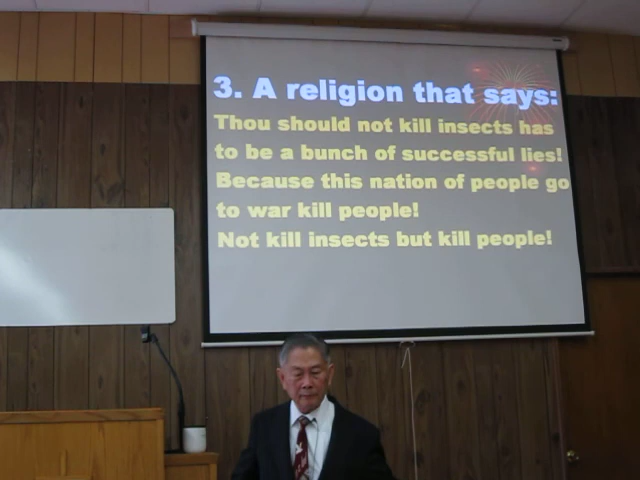 3. A religion that says:
Thou should not kill insects has
to be a bunch of successful lies!
Because this nation of people go
to war kill people!
Not kill insects but kill people!